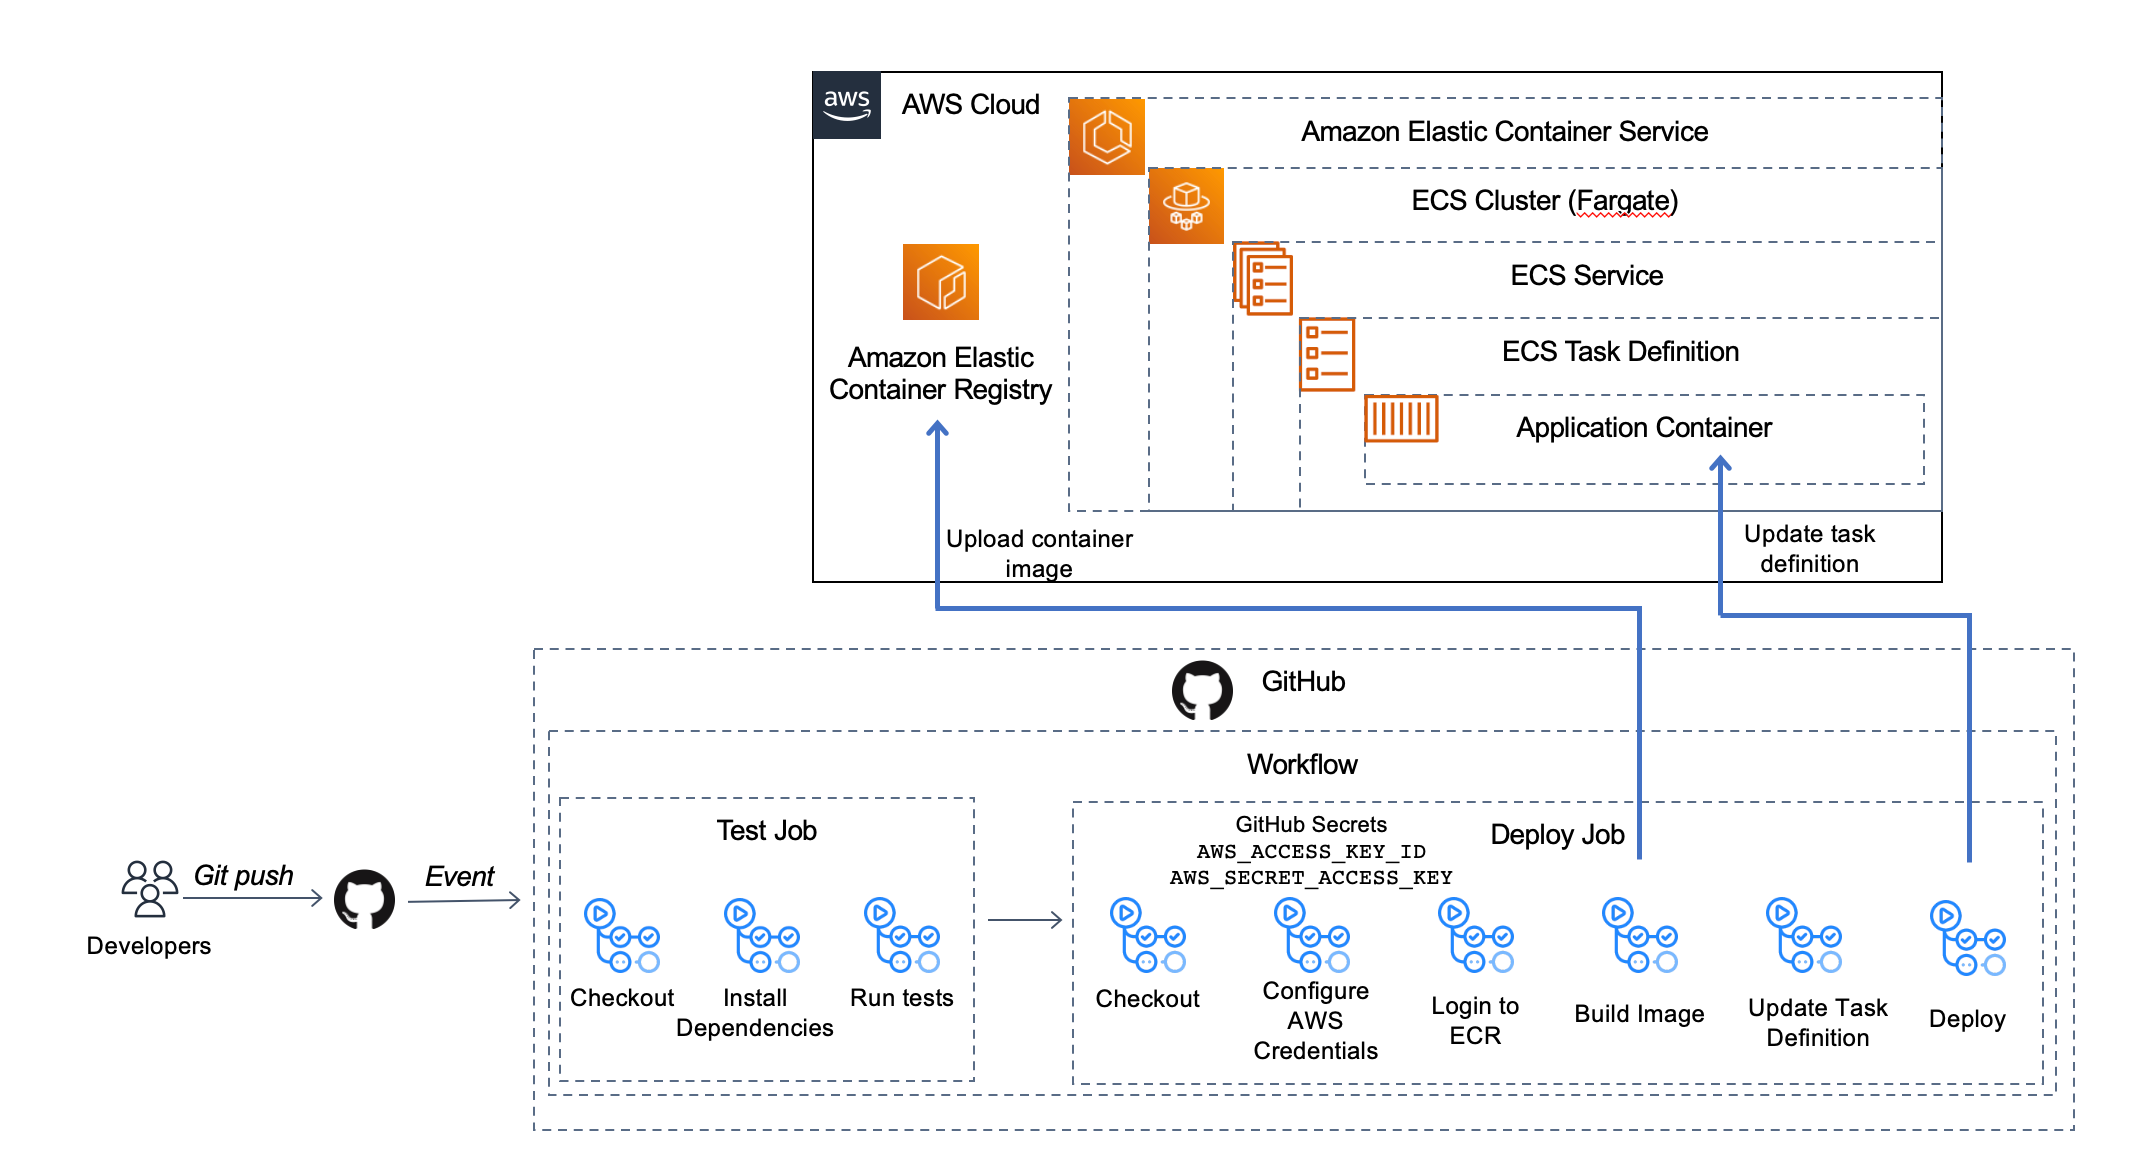 aws
AWS Cloud
Amazon Elastic Container Service
ECS Cluster (Fargate)
ECS Service
ECS Task Definition
Application Container
Amazon Elastic
Container Registry
Upload container
image
Update task
definition
GitHub
Workflow
Test Job
GitHub Secrets
AWS_ACCESS_KEY_ID
AWS_SECRET_ACCESS_KEY
Deploy Job
Developers
Git push
Event
Checkout
Install
Dependencies
Run tests
Checkout
Configure
AWS
Credentials
Login to
ECR
Build Image
Update Task
Definition
Deploy